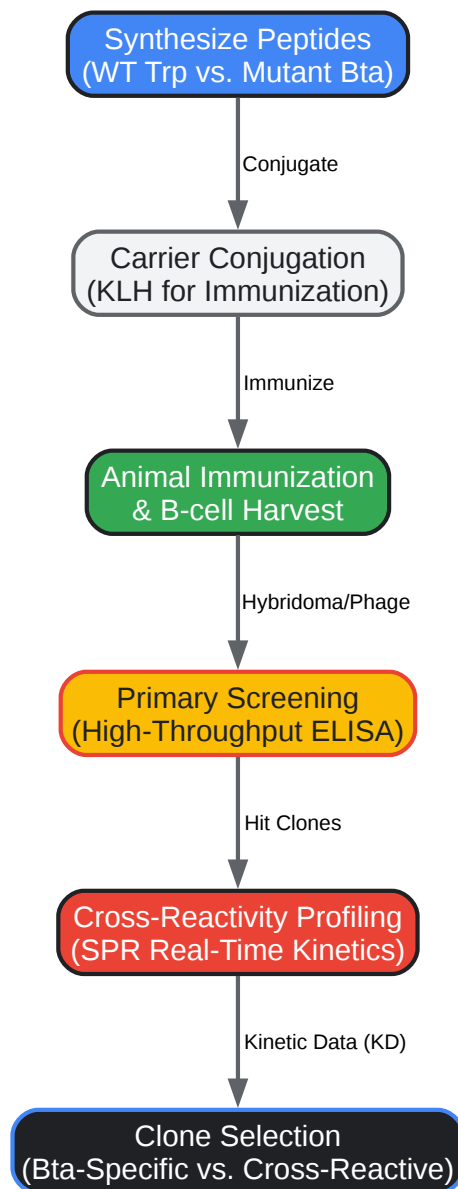 Synthesize Peptides
(WT Trp vs. Mutant Bta)
Conjugate
Carrier Conjugation
(KLH for Immunization)
Immunize
Animal Immunization
& B-cell Harvest
Hybridoma/Phage
Primary Screening
(High-Throughput ELISA)
Hit Clones
Cross-Reactivity Profiling
(SPR Real-Time Kinetics)
Kinetic Data (KD)
Clone Selection
(Bta-Specific vs. Cross-Reactive)